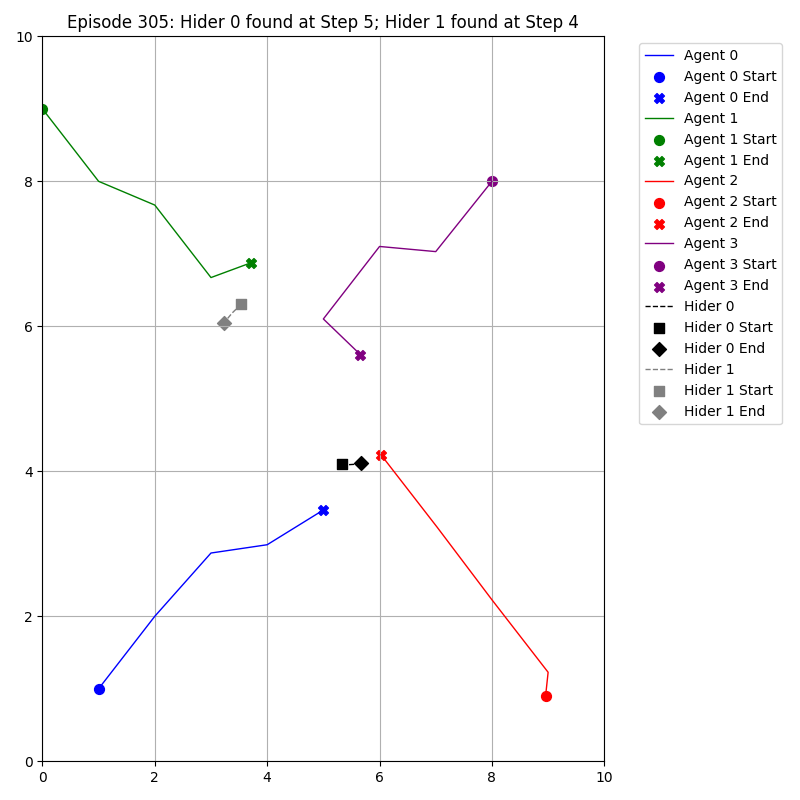 Episode 305: Hider 0 found at Step 5; Hider 1 found at Step 4
10
8
6
4
2
0
0 2 4 6 8 10
Agent 0
Agent 0 Start
Agent 0 End
Agent 1
Agent 1 Start
Agent 1 End
Agent 2
Agent 2 Start
Agent 2 End
Agent 3
Agent 3 Start
Agent 3 End
Hider 0
Hider 0 Start
Hider 0 End
Hider 1
Hider 1 Start
Hider 1 End